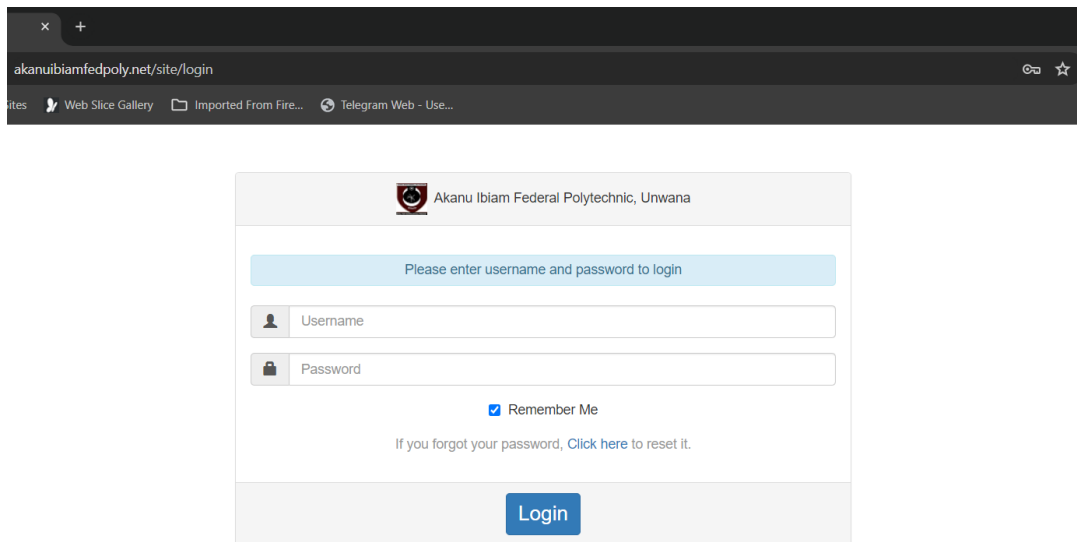 akanuibiamfedpoly.net/site/login
Sites Web Slice Gallery Imported From Fire... Telegram Web - Use...
Akanu Ibiam Federal Polytechnic, Unwana
Please enter username and password to login
Username
Password
Remember Me
If you forgot your password, Click here to reset it.
Login